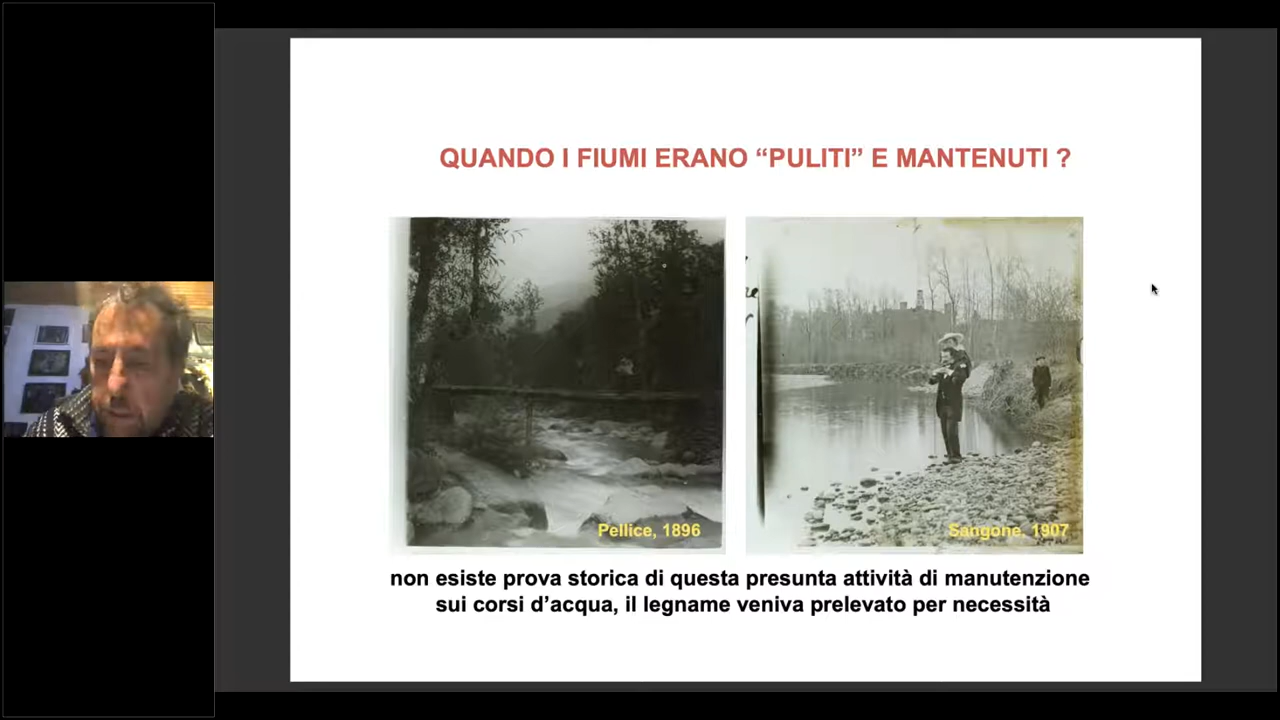 QUANDO I FIUMI ERANO “PULITI” E MANTENUTI ?
Pellice, 1896
Sangone, 1907
non esiste prova storica di questa presunta attività di manutenzione
sui corsi d’acqua, il legname veniva prelevato per necessità